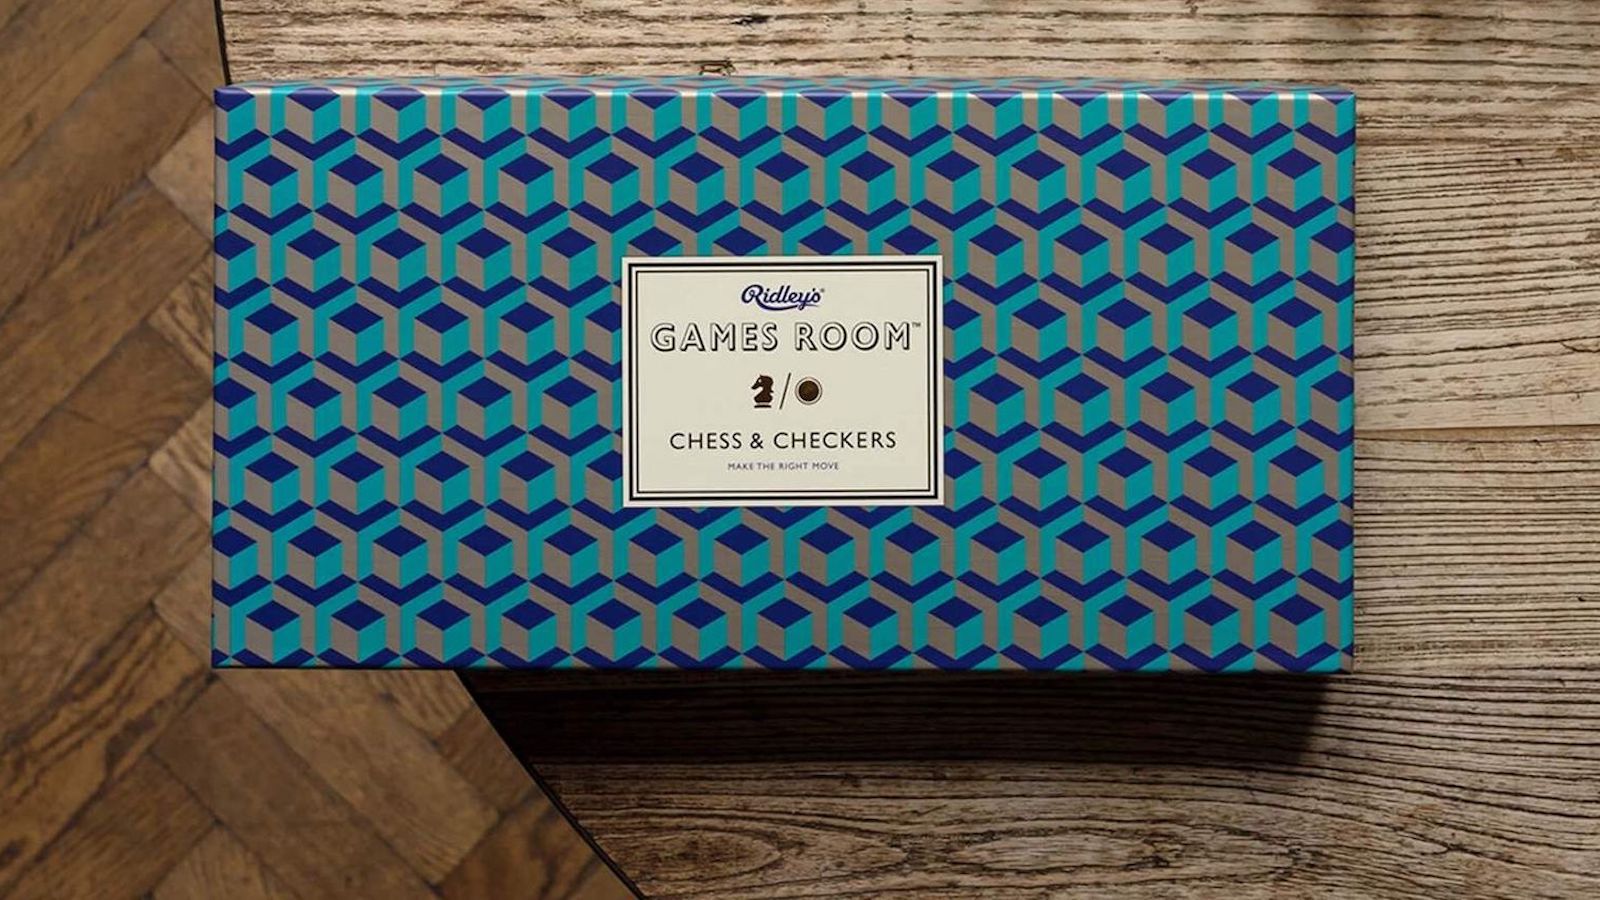 Ridley's®
GAMES ROOM™
CHESS & CHECKERS
MAKE THE RIGHT MOVE